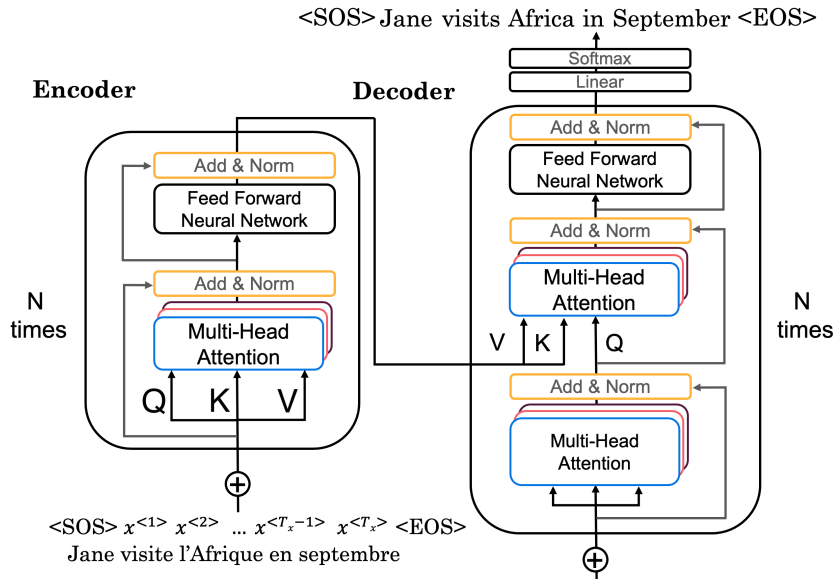 <SOS> Jane visits Africa in September <EOS>
Softmax
Linear
Encoder
Decoder
Add & Norm
Feed Forward
Neural Network
Add & Norm
Multi-Head
Attention
Q K V
N
times
<SOS> x^{<1>} x^{<2>} ... x^{<T_x-1>} x^{<T_x>} <EOS>
Jane visite l'Afrique en septembre
Add & Norm
Feed Forward
Neural Network
Add & Norm
Multi-Head
Attention
V K Q
Add & Norm
Multi-Head
Attention
N
times